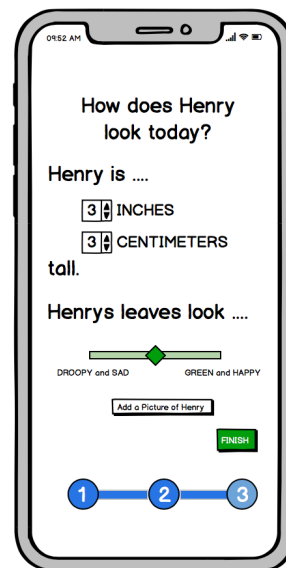 09:52 AM
How does Henry
look today?
Henry is ....
3 INCHES
3 CENTIMETERS
tall.
Henrys leaves look ....
DROOPY and SAD GREEN and HAPPY
Add a Picture of Henry
FINISH
1 2 3